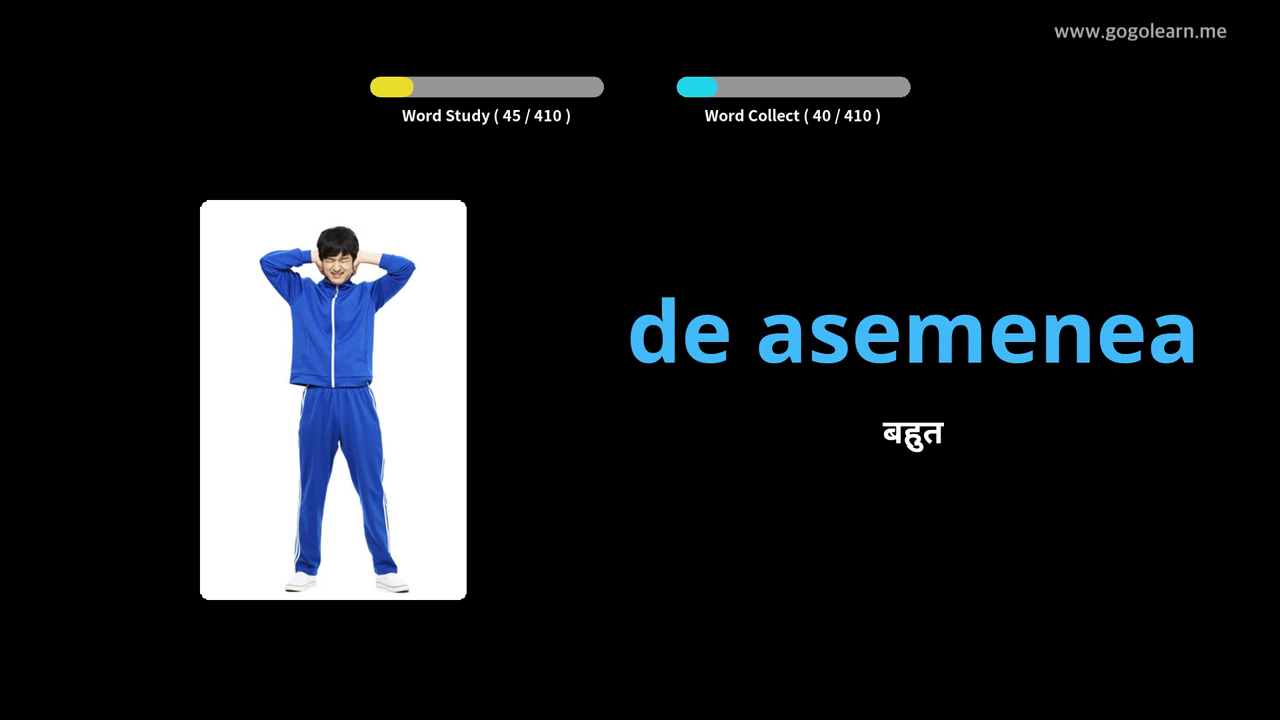 www.gogolearn.me
Word Study ( 45 / 410 )
Word Collect ( 40 / 410 )
de asemenea
बहुत